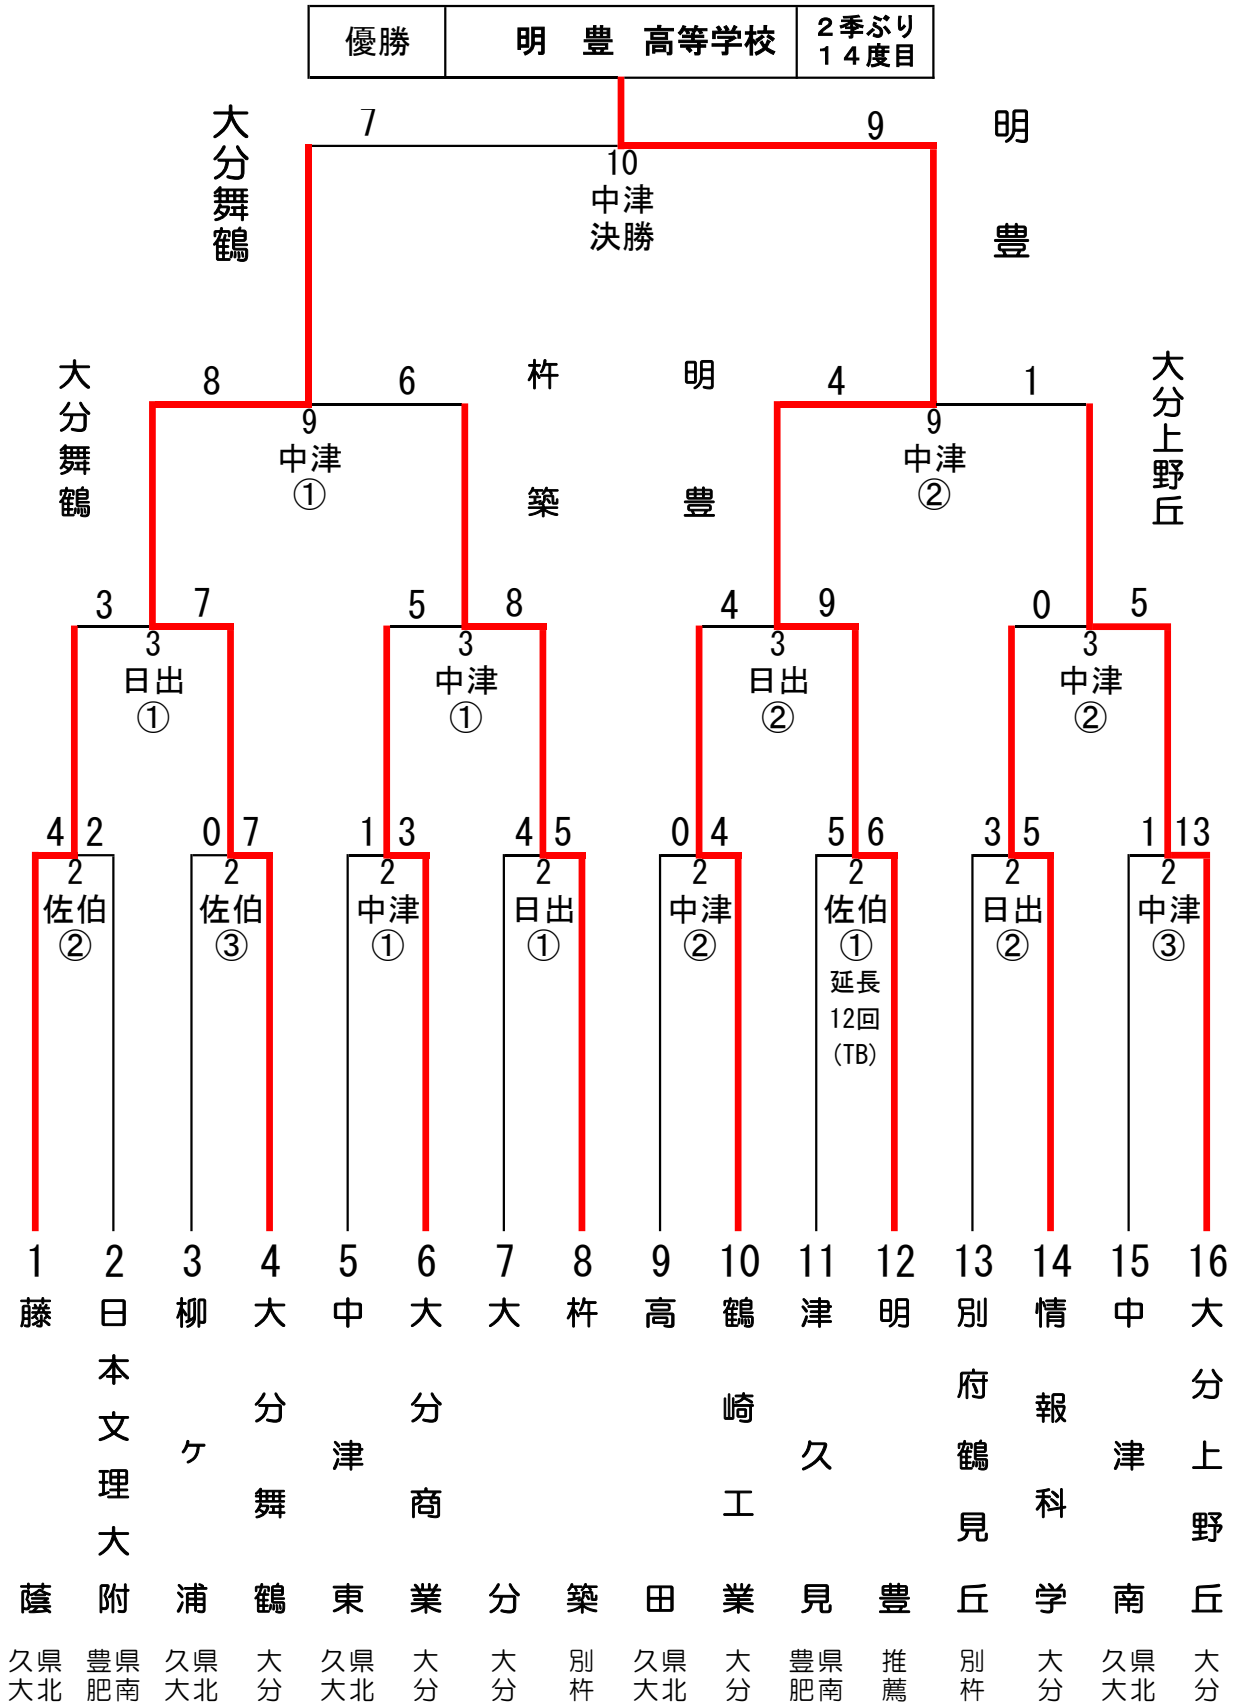 優勝 明 豊 高等学校 2季ぶり
14度目
大分舞鶴 7 9 明豊
10
中津
決勝
大分舞鶴 8 6 杵築 明豊 4 1 大分上野丘
9 9
中津 中津
① ②
3 7 5 8 4 9 0 5
3 3 3 3
日出 中津 日出 中津
① ① ② ②
4 2 0 7 1 3 4 5 0 4 5 6 3 5 1 13
2 2 2 2 2 2 2 2
佐伯 佐伯 中津 日出 中津 佐伯 日出 中津
② ③ ① ① ② ① ② ③
延長
12回
(TB)
1 2 3 4 5 6 7 8 9 10 11 12 13 14 15 16
藤蔭 日本文理大附 柳ヶ浦 大分舞鶴 中津東 大分商業 大分 杵築 高田 鶴崎工業 津久見 明豊 別府鶴見丘 情報科学 中津南 大分上野丘
久県 豊県 久県 大 久県 大 大 別 久県 大 豊県 推 別 大 久県 大
大北 肥南 大北 分 大北 分 分 杵 大北 分 肥南 薦 杵 分 大北 分